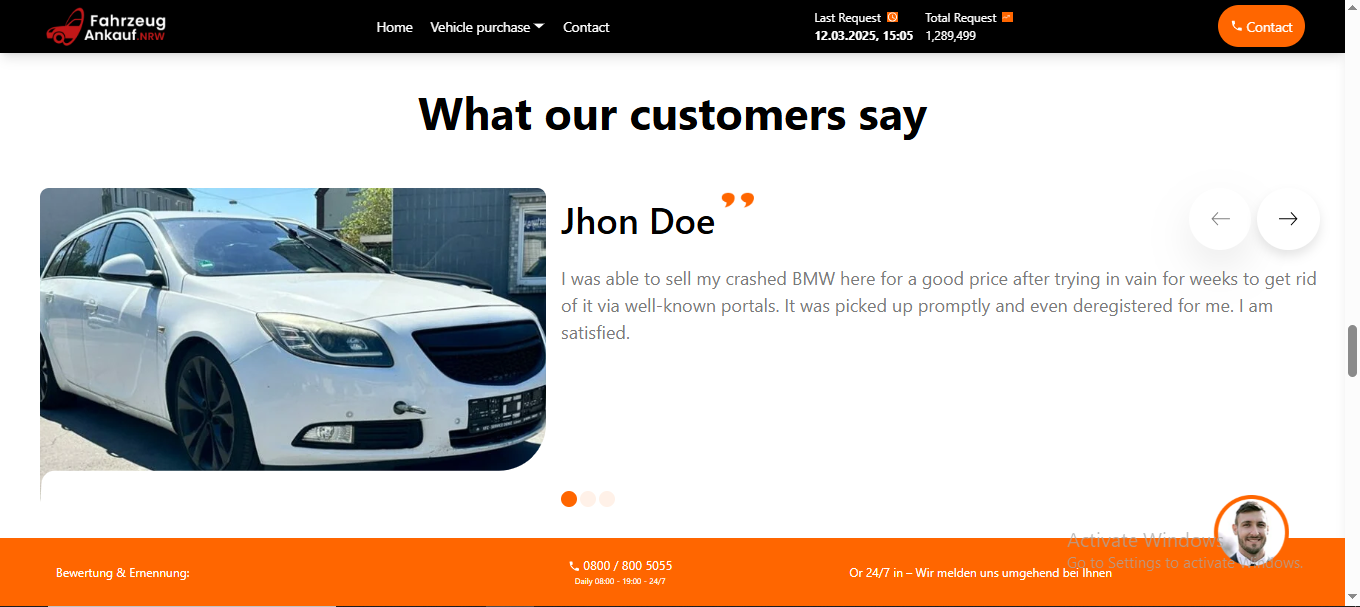 Fahrzeug
Ankauf.NRW
Home Vehicle purchase Contact
Last Request Total Request
12.03.2025, 15:05 1,289,499
Contact
What our customers say
Jhon Doe ❜❜
I was able to sell my crashed BMW here for a good price after trying in vain for weeks to get rid
of it via well-known portals. It was picked up promptly and even deregistered for me. I am
satisfied.
Activate Windows
Go to Settings to activate Windows.
Bewertung & Ernennung:
0800 / 800 5055
Daily 08:00 - 19:00 - 24/7
Or 24/7 in – Wir melden uns umgehend bei Ihnen